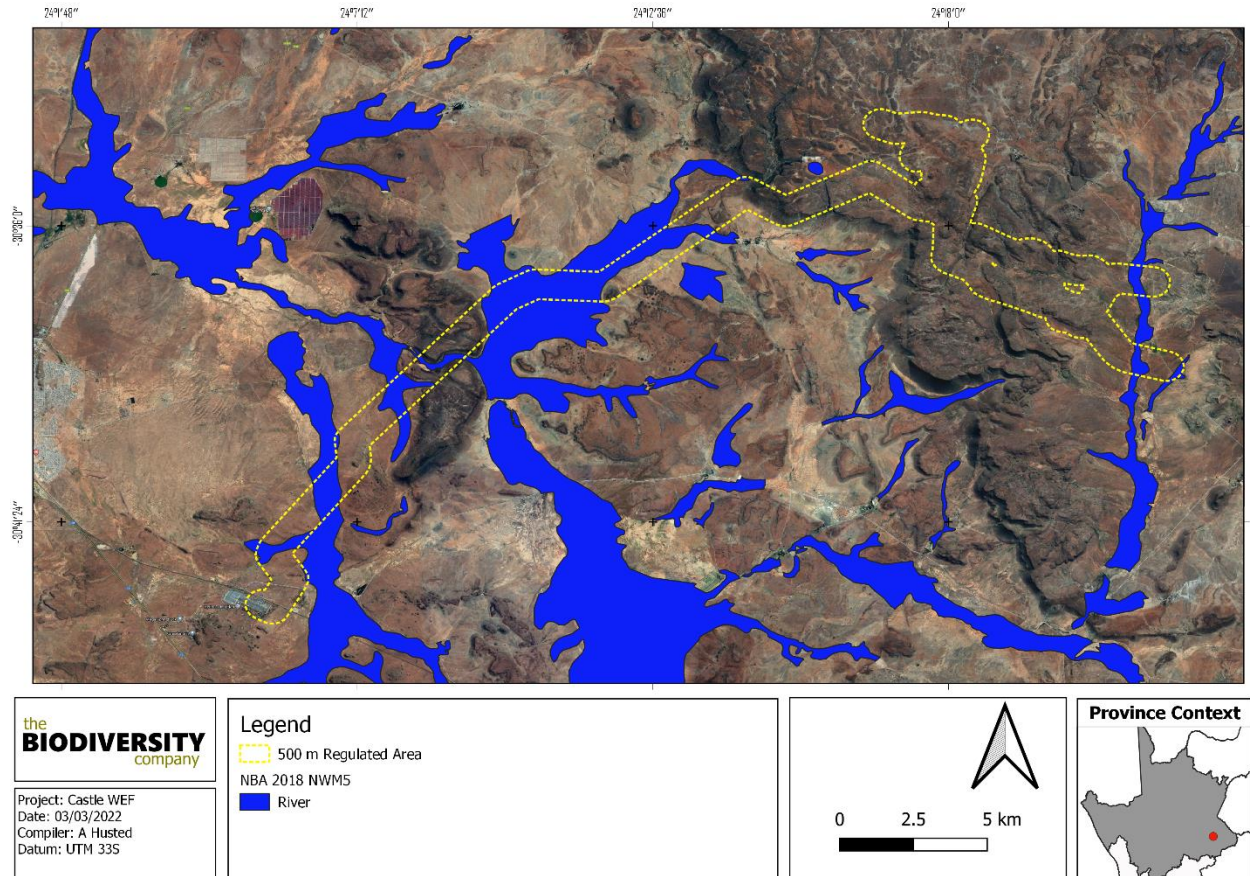 24°1'48"
24°7'12"
24°12'36"
24°18'0"
-30°36'0"
-30°41'24"
the
BIODIVERSITY
company
Project: Castle WEF
Date: 03/03/2022
Compiler: A Husted
Datum: UTM 33S
Legend
500 m Regulated Area
NBA 2018 NWM5
River
0 2.5 5 km
Province Context